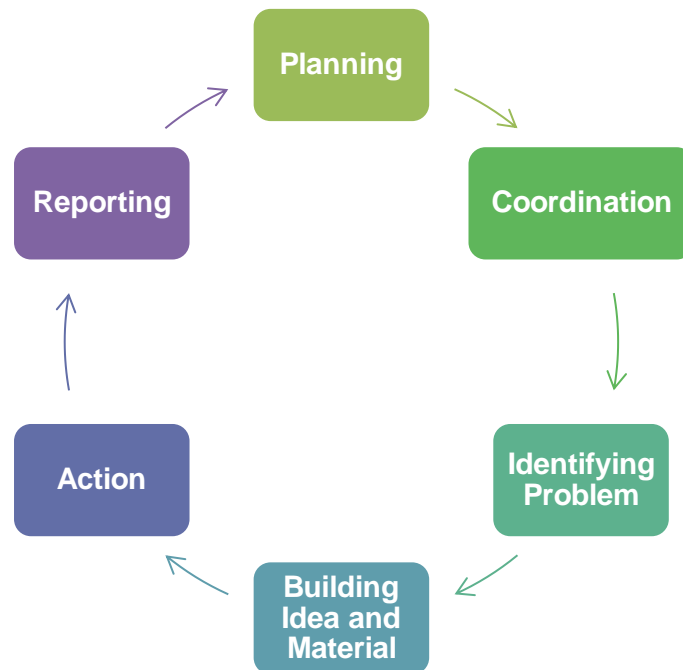 Planning
Coordination
Identifying
Problem
Building
Idea and
Material
Action
Reporting